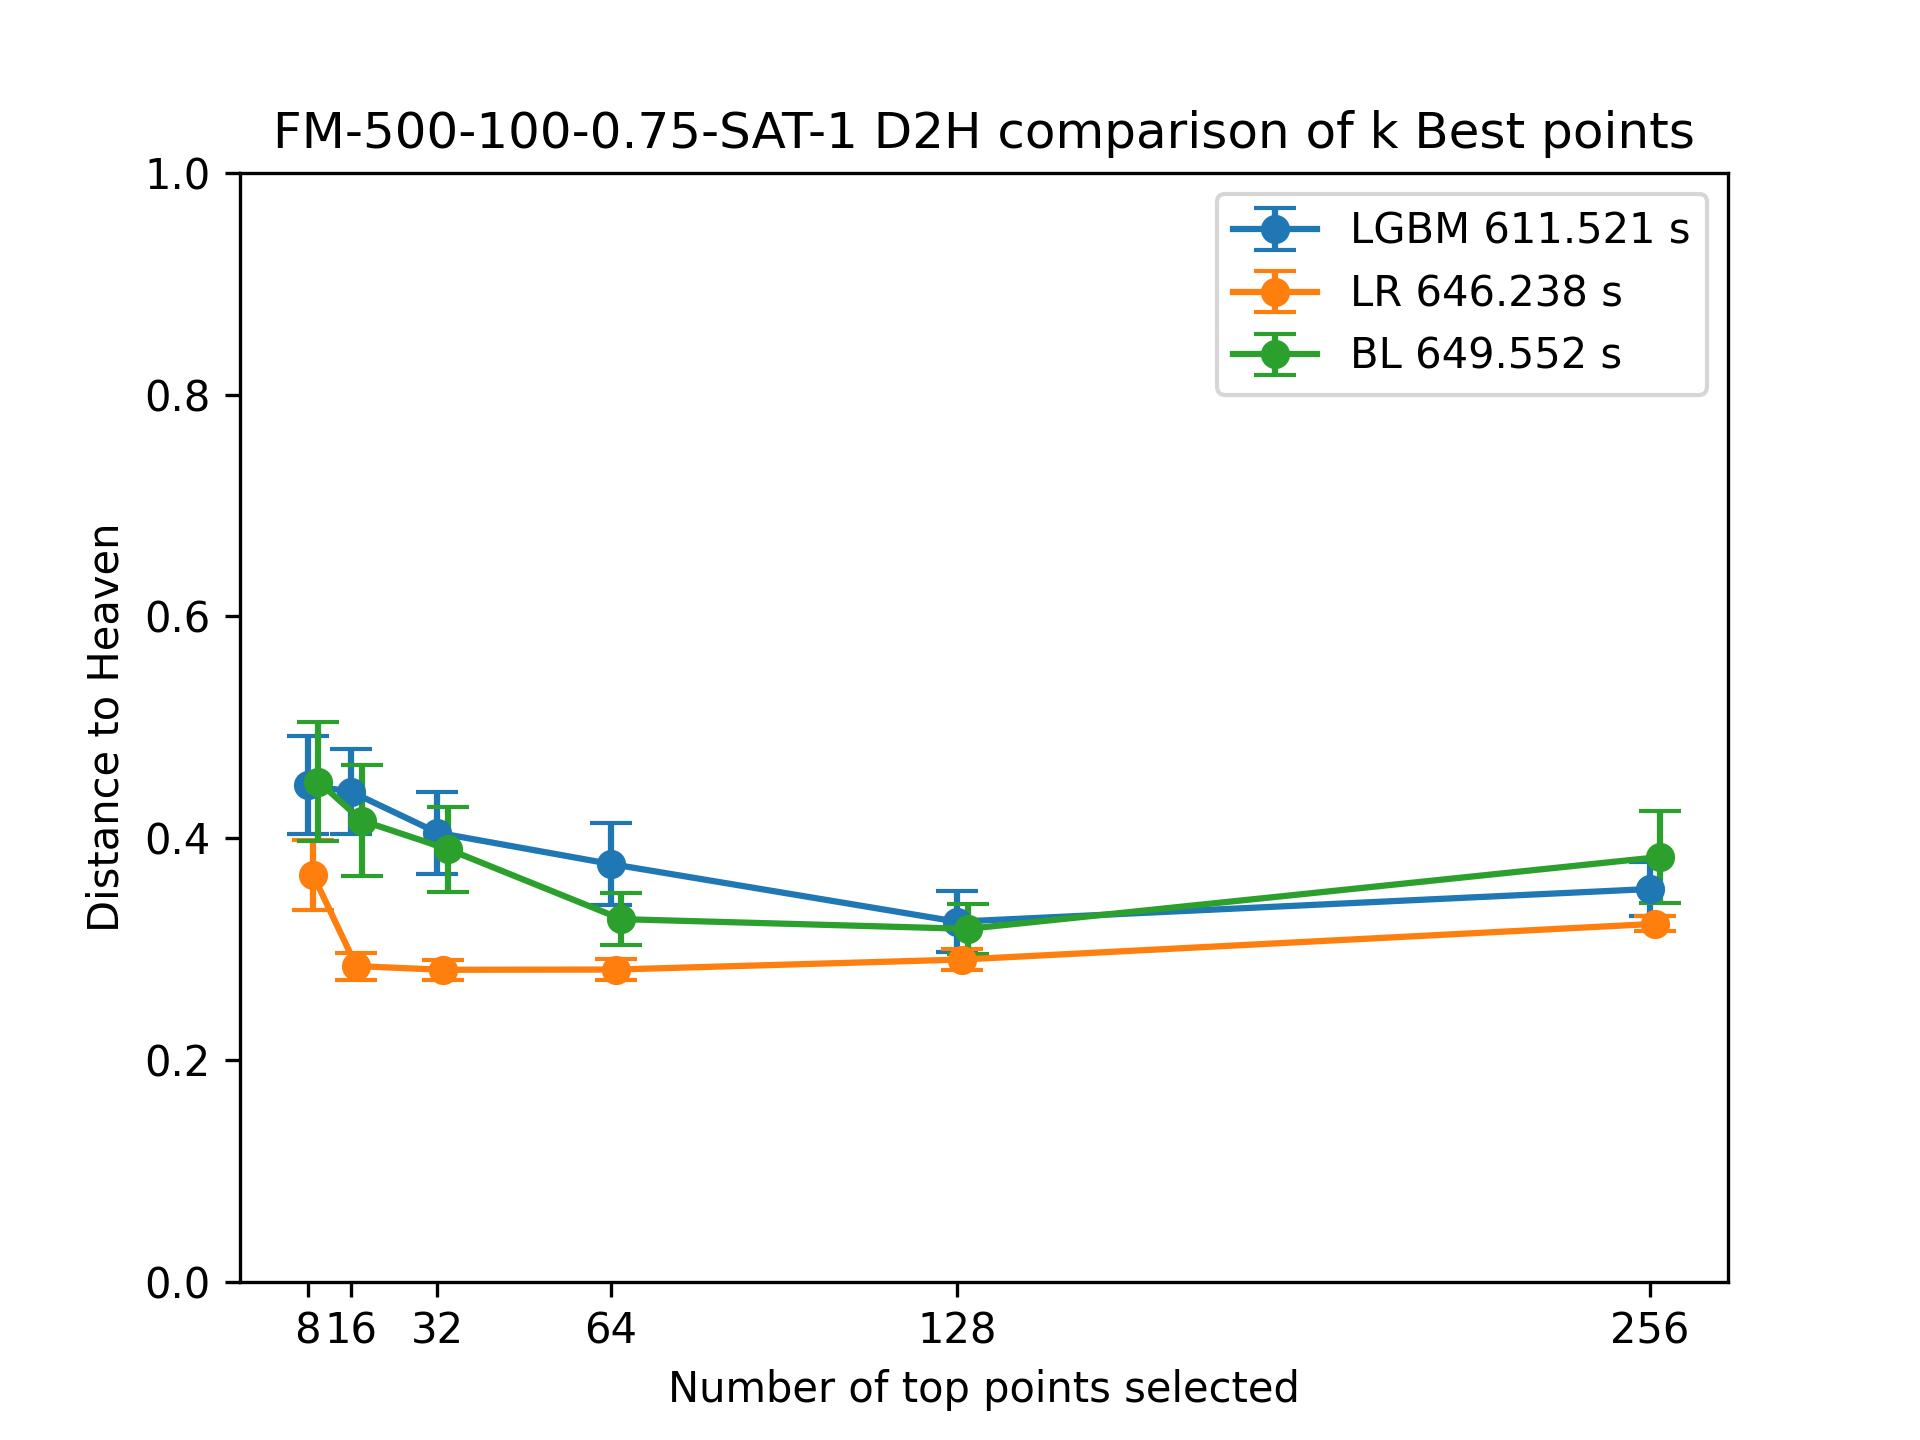 FM-500-100-0.75-SAT-1 D2H comparison of k Best points
1.0
0.8
0.6
0.4
0.2
0.0
Distance to Heaven
LGBM 611.521 s
LR 646.238 s
BL 649.552 s
8 16 32 64 128 256
Number of top points selected